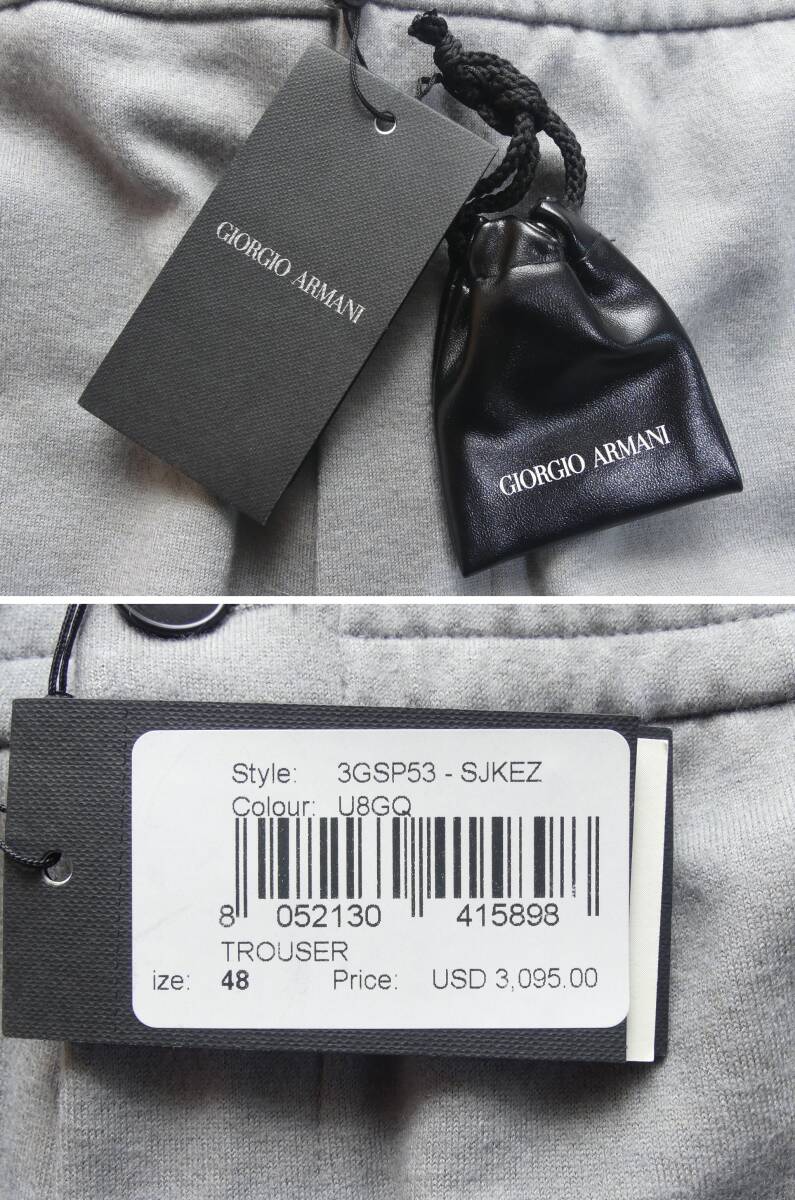 GIORGIO ARMANI
GIORGIO ARMANI
Style: 3GSP53 - SJKEZ
Colour: U8GQ
8 052130 415898
TROUSER
ize: 48 Price: USD 3,095.00